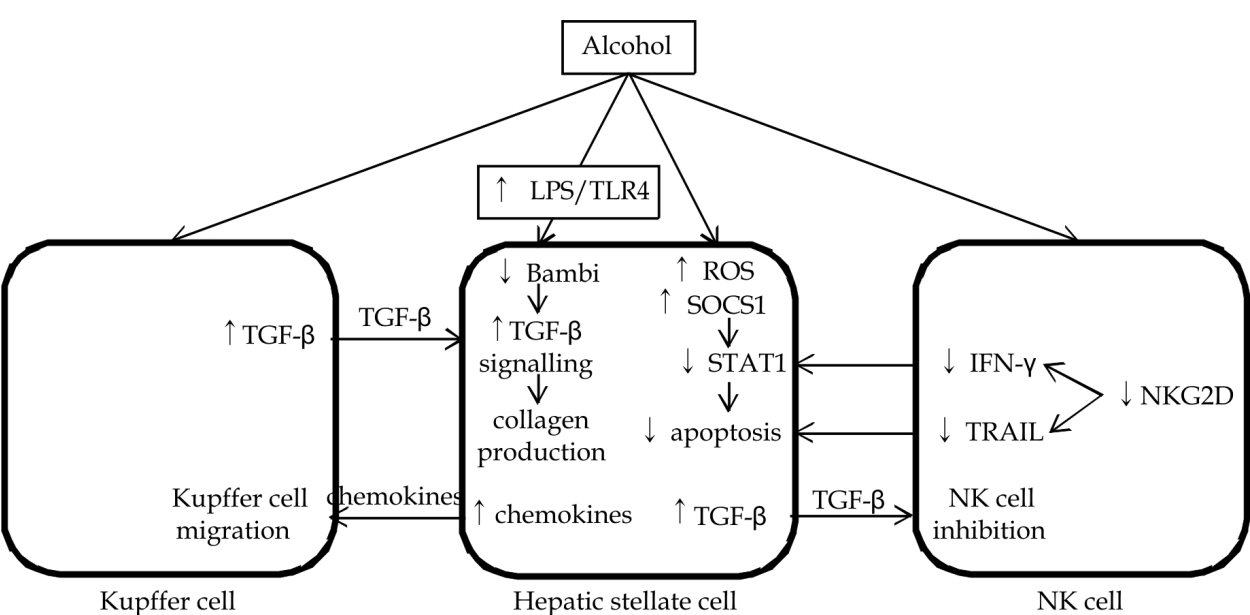 Alcohol
↑ LPS/TLR4
↓ Bambi
↑ TGF-β
signalling
collagen
production
↑ chemokines
↑ ROS
↑ SOCS1
↓ STAT1
↓ apoptosis
↑ TGF-β
↑ TGF-β
TGF-β
Kupffer cell
migration
chemokines
TGF-β
↓ IFN-γ
↓ NKG2D
↓ TRAIL
NK cell
inhibition
Kupffer cell
Hepatic stellate cell
NK cell